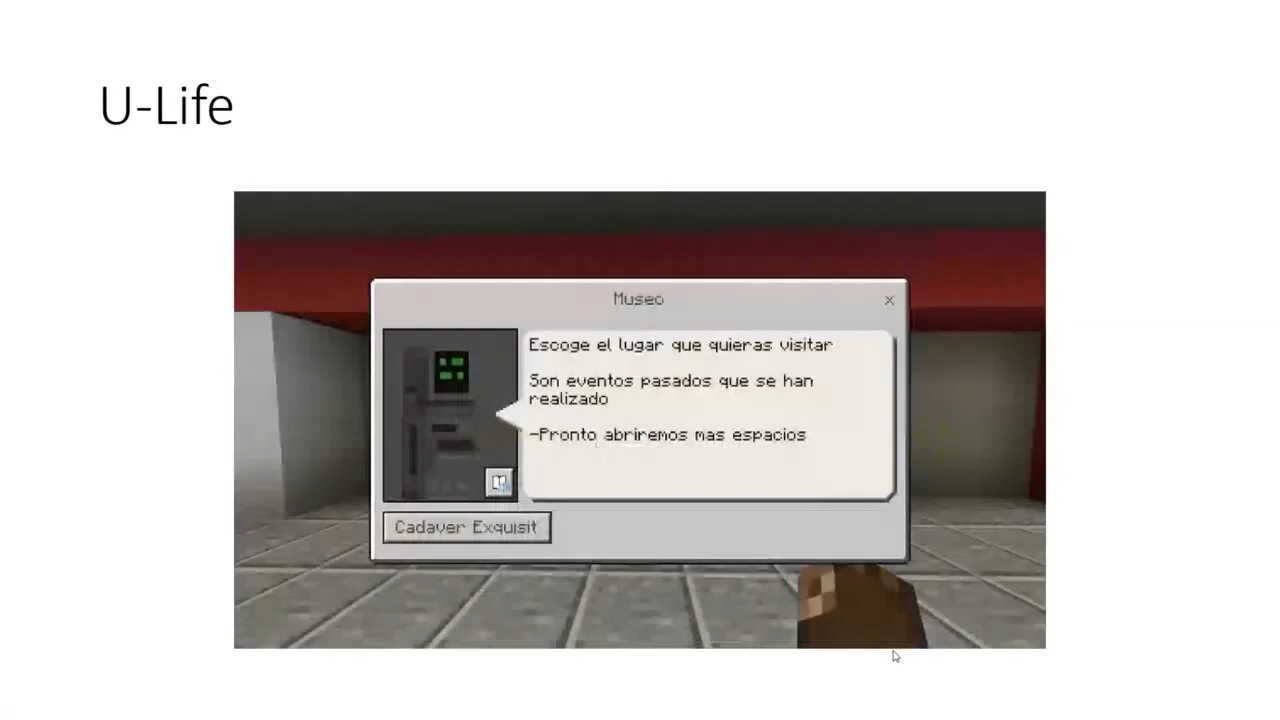 U-Life
Museo
Escoge el lugar que quieras visitar
Son eventos pasados que se han
realizado
-Pronto abriremos mas espacios
Cadaver Exquisit